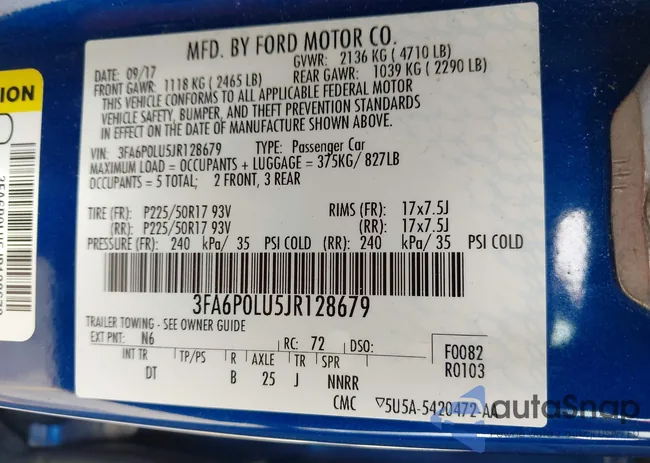 MFD. BY FORD MOTOR CO.
DATE: 09/17 GVWR: 2136 KG ( 4710 LB)
FRONT GAWR: 1118 KG ( 2465 LB) REAR GAWR: 1039 KG ( 2290 LB)
THIS VEHICLE CONFORMS TO ALL APPLICABLE FEDERAL MOTOR
VEHICLE SAFETY, BUMPER, AND THEFT PREVENTION STANDARDS
IN EFFECT ON THE DATE OF MANUFACTURE SHOWN ABOVE.
VIN: 3FA6P0LU5JR128679 TYPE: Passenger Car
MAXIMUM LOAD = OCCUPANTS + LUGGAGE = 375KG/ 827LB
OCCUPANTS = 5 TOTAL; 2 FRONT, 3 REAR
TIRE (FR): P225/50R17 93V RIMS (FR): 17x7.5J
(RR): P225/50R17 93V (RR): 17x7.5J
PRESSURE (FR): 240 kPa/ 35 PSI COLD (RR): 240 kPa/ 35 PSI COLD
3FA6P0LU5JR128679
TRAILER TOWING - SEE OWNER GUIDE
EXT PNT: N6 RC: 72 DSO:
INT TR TP/PS R AXLE TR SPR
DT B 25 J NNRR
F0082
R0103
CMC ▽5U5A-5420472-AA
ION
autoSnap